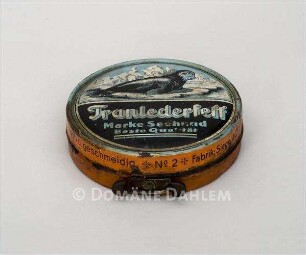 Tranlederfett
Marke Seehund
Beste Qualität
geschmeidig. * No 2 * Fabrik:
© DOMÄNE DAHLEM